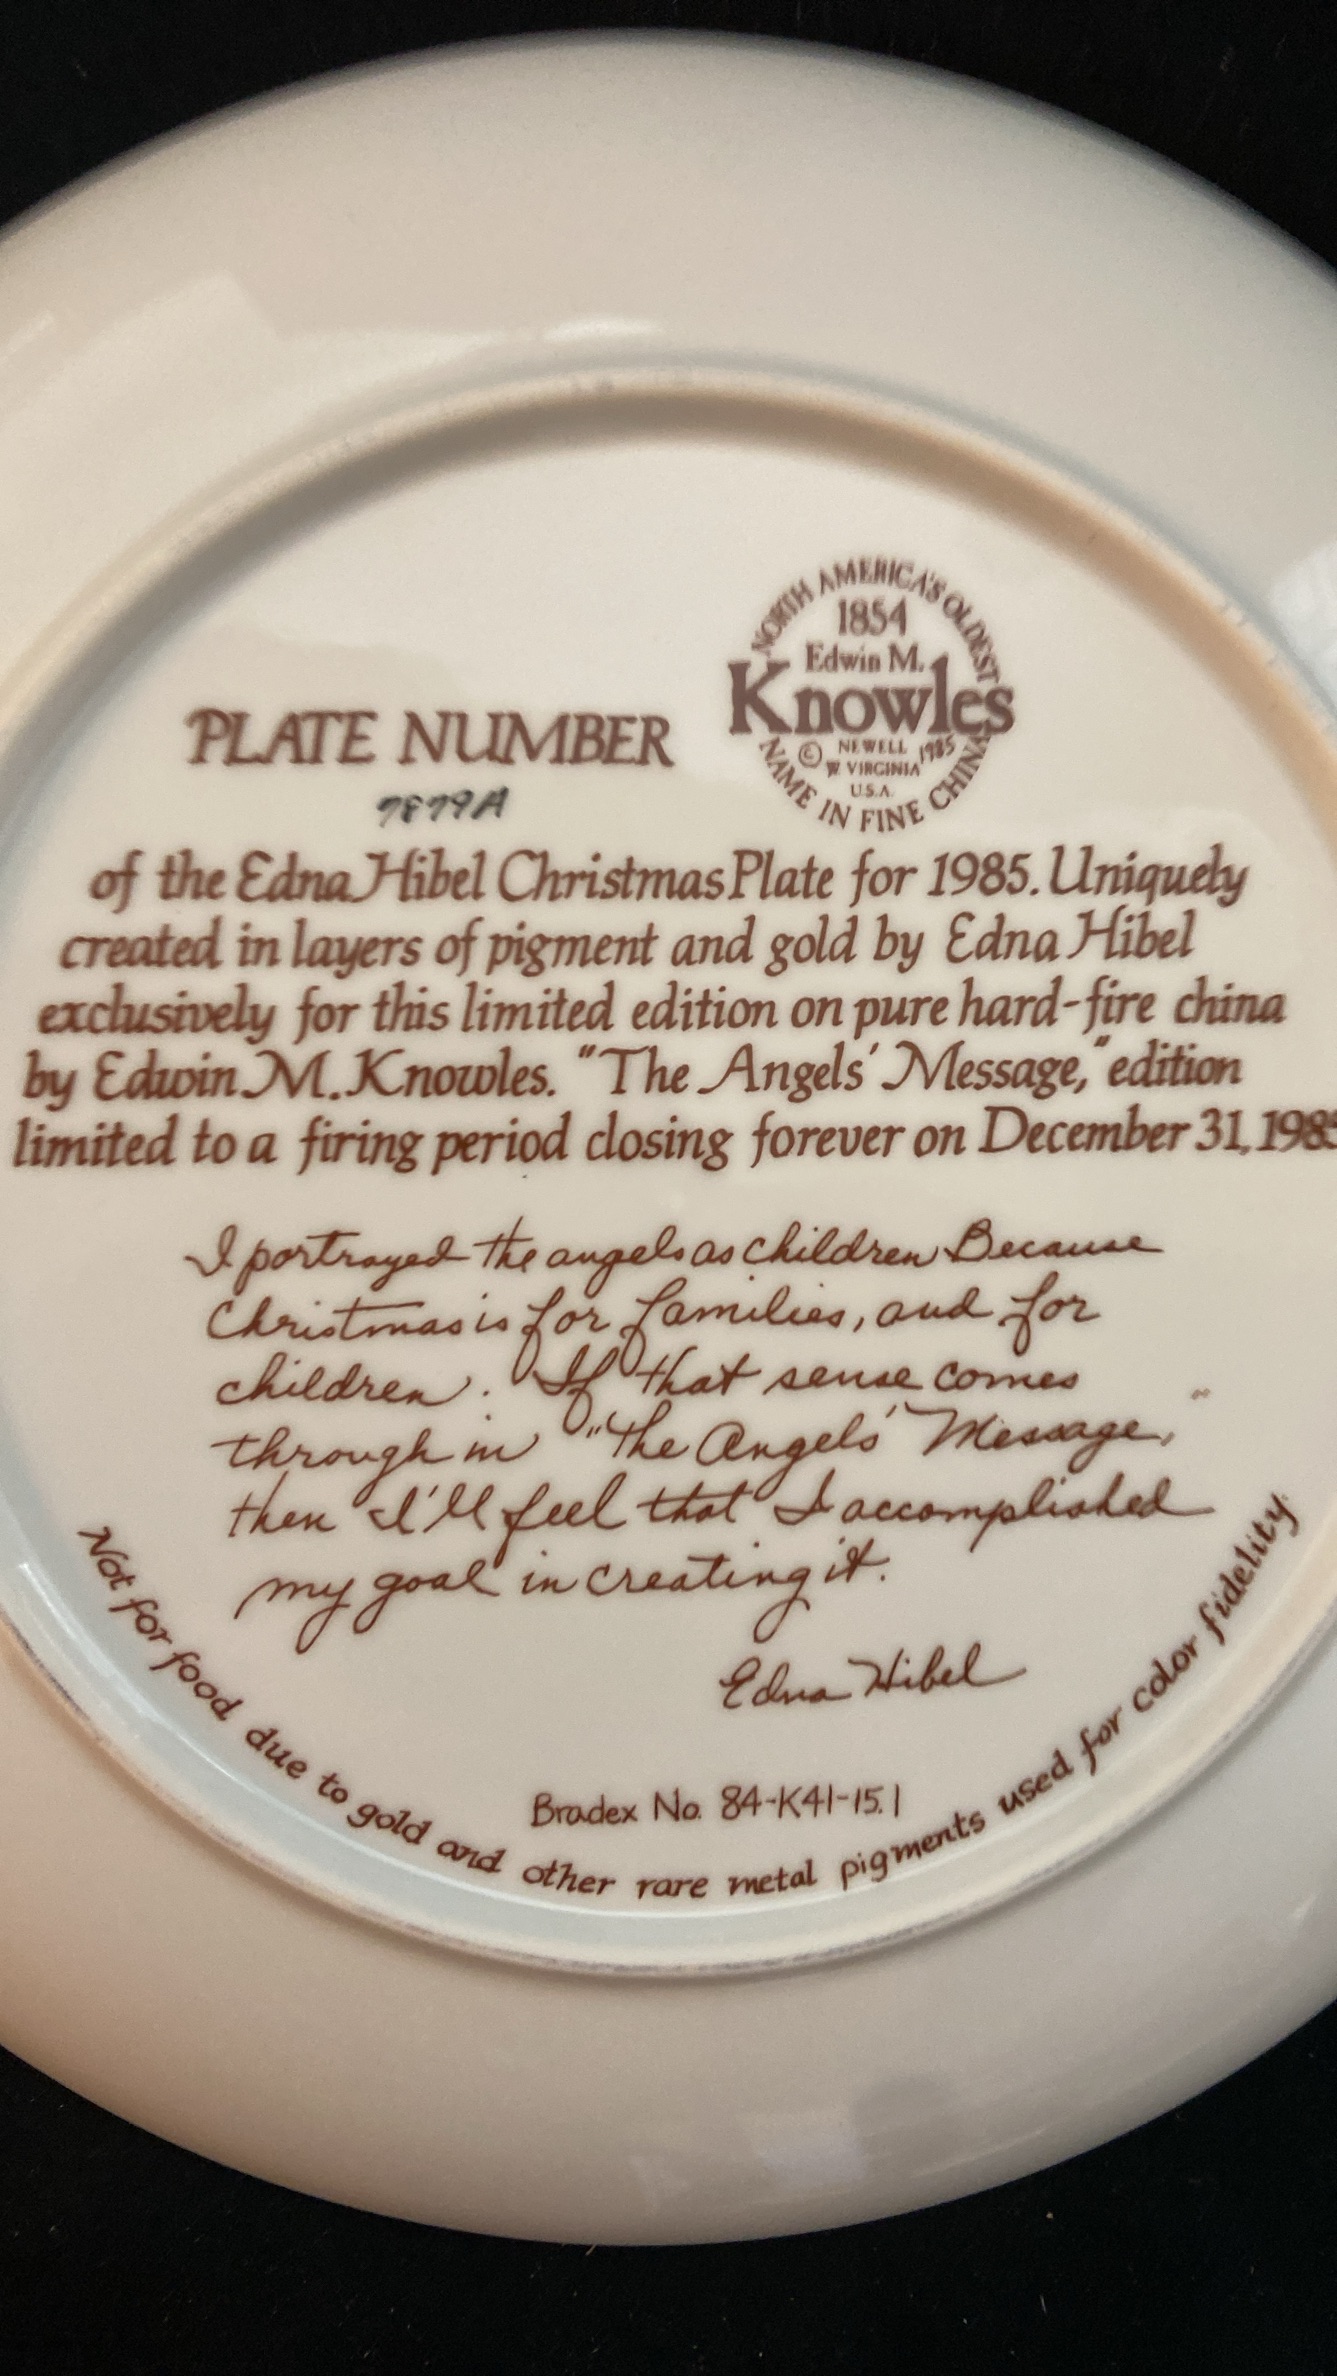 NORTH AMERICA'S OLDEST
1854
Edwin M.
Knowles
© NEWELL 1985
W. VIRGINIA
U.S.A.
NAME IN FINE CHINA
PLATE NUMBER
7879A
of the Edna Hibel Christmas Plate for 1985. Uniquely
created in layers of pigment and gold by Edna Hibel
exclusively for this limited edition on pure hard-fire china
by Edwin M. Knowles. "The Angels' Message," edition
limited to a firing period closing forever on December 31, 1985
I portrayed the angels as children Because
Christmas is for families, and for
children. If that sense comes
through in "The Angels' Message,"
then I'll feel that I accomplished
my goal in creating it.
Edna Hibel
Bradex No. 84-K41-15.1
Not for food due to gold and other rare metal pigments used for color fidelity.